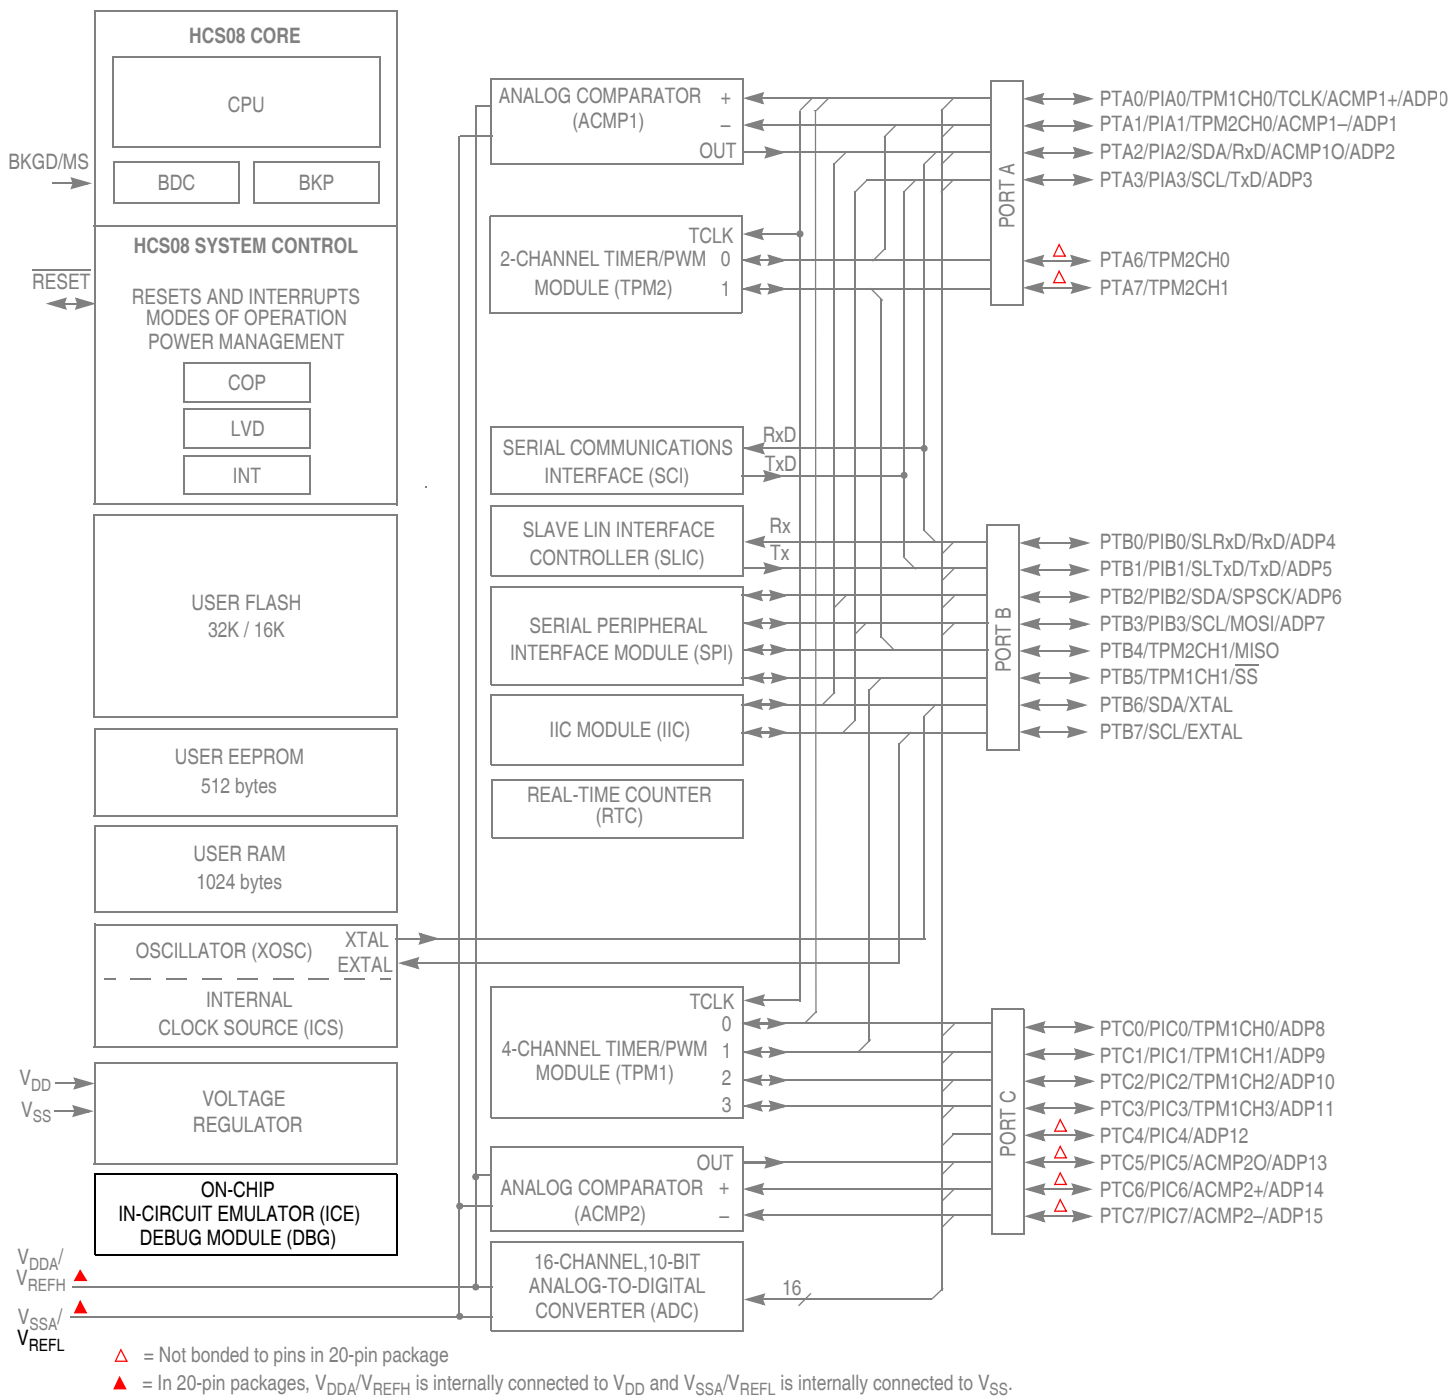 HCS08 CORE
CPU
BDC
BKP
BKGD/MS
HCS08 SYSTEM CONTROL
RESET
RESETS AND INTERRUPTS
MODES OF OPERATION
POWER MANAGEMENT
COP
LVD
INT
USER FLASH
32K / 16K
USER EEPROM
512 bytes
USER RAM
1024 bytes
OSCILLATOR (XOSC)
XTAL
EXTAL
INTERNAL
CLOCK SOURCE (ICS)
VDD
VSS
VOLTAGE
REGULATOR
ON-CHIP
IN-CIRCUIT EMULATOR (ICE)
DEBUG MODULE (DBG)
VDDA/
VREFH
VSSA/
VREFL
ANALOG COMPARATOR +
(ACMP1)
–
OUT
TCLK
2-CHANNEL TIMER/PWM 0
MODULE (TPM2) 1
SERIAL COMMUNICATIONS
INTERFACE (SCI)
RxD
TxD
SLAVE LIN INTERFACE
CONTROLLER (SLIC)
Rx
Tx
SERIAL PERIPHERAL
INTERFACE MODULE (SPI)
IIC MODULE (IIC)
REAL-TIME COUNTER
(RTC)
TCLK
0
4-CHANNEL TIMER/PWM 1
MODULE (TPM1)
2
3
OUT
ANALOG COMPARATOR +
(ACMP2) –
16-CHANNEL,10-BIT
ANALOG-TO-DIGITAL
CONVERTER (ADC)
16
PORT A
PTA0/PIA0/TPM1CH0/TCLK/ACMP1+/ADP0
PTA1/PIA1/TPM2CH0/ACMP1–/ADP1
PTA2/PIA2/SDA/RxD/ACMP1O/ADP2
PTA3/PIA3/SCL/TxD/ADP3
PTA6/TPM2CH0
PTA7/TPM2CH1
PORT B
PTB0/PIB0/SLRxD/RxD/ADP4
PTB1/PIB1/SLTxD/TxD/ADP5
PTB2/PIB2/SDA/SPSCK/ADP6
PTB3/PIB3/SCL/MOSI/ADP7
PTB4/TPM2CH1/MISO
PTB5/TPM1CH1/SS
PTB6/SDA/XTAL
PTB7/SCL/EXTAL
PORT C
PTC0/PIC0/TPM1CH0/ADP8
PTC1/PIC1/TPM1CH1/ADP9
PTC2/PIC2/TPM1CH2/ADP10
PTC3/PIC3/TPM1CH3/ADP11
PTC4/PIC4/ADP12
PTC5/PIC5/ACMP2O/ADP13
PTC6/PIC6/ACMP2+/ADP14
PTC7/PIC7/ACMP2–/ADP15
△ = Not bonded to pins in 20-pin package
▲ = In 20-pin packages, VDDA/VREFH is internally connected to VDD and VSSA/VREFL is internally connected to VSS.